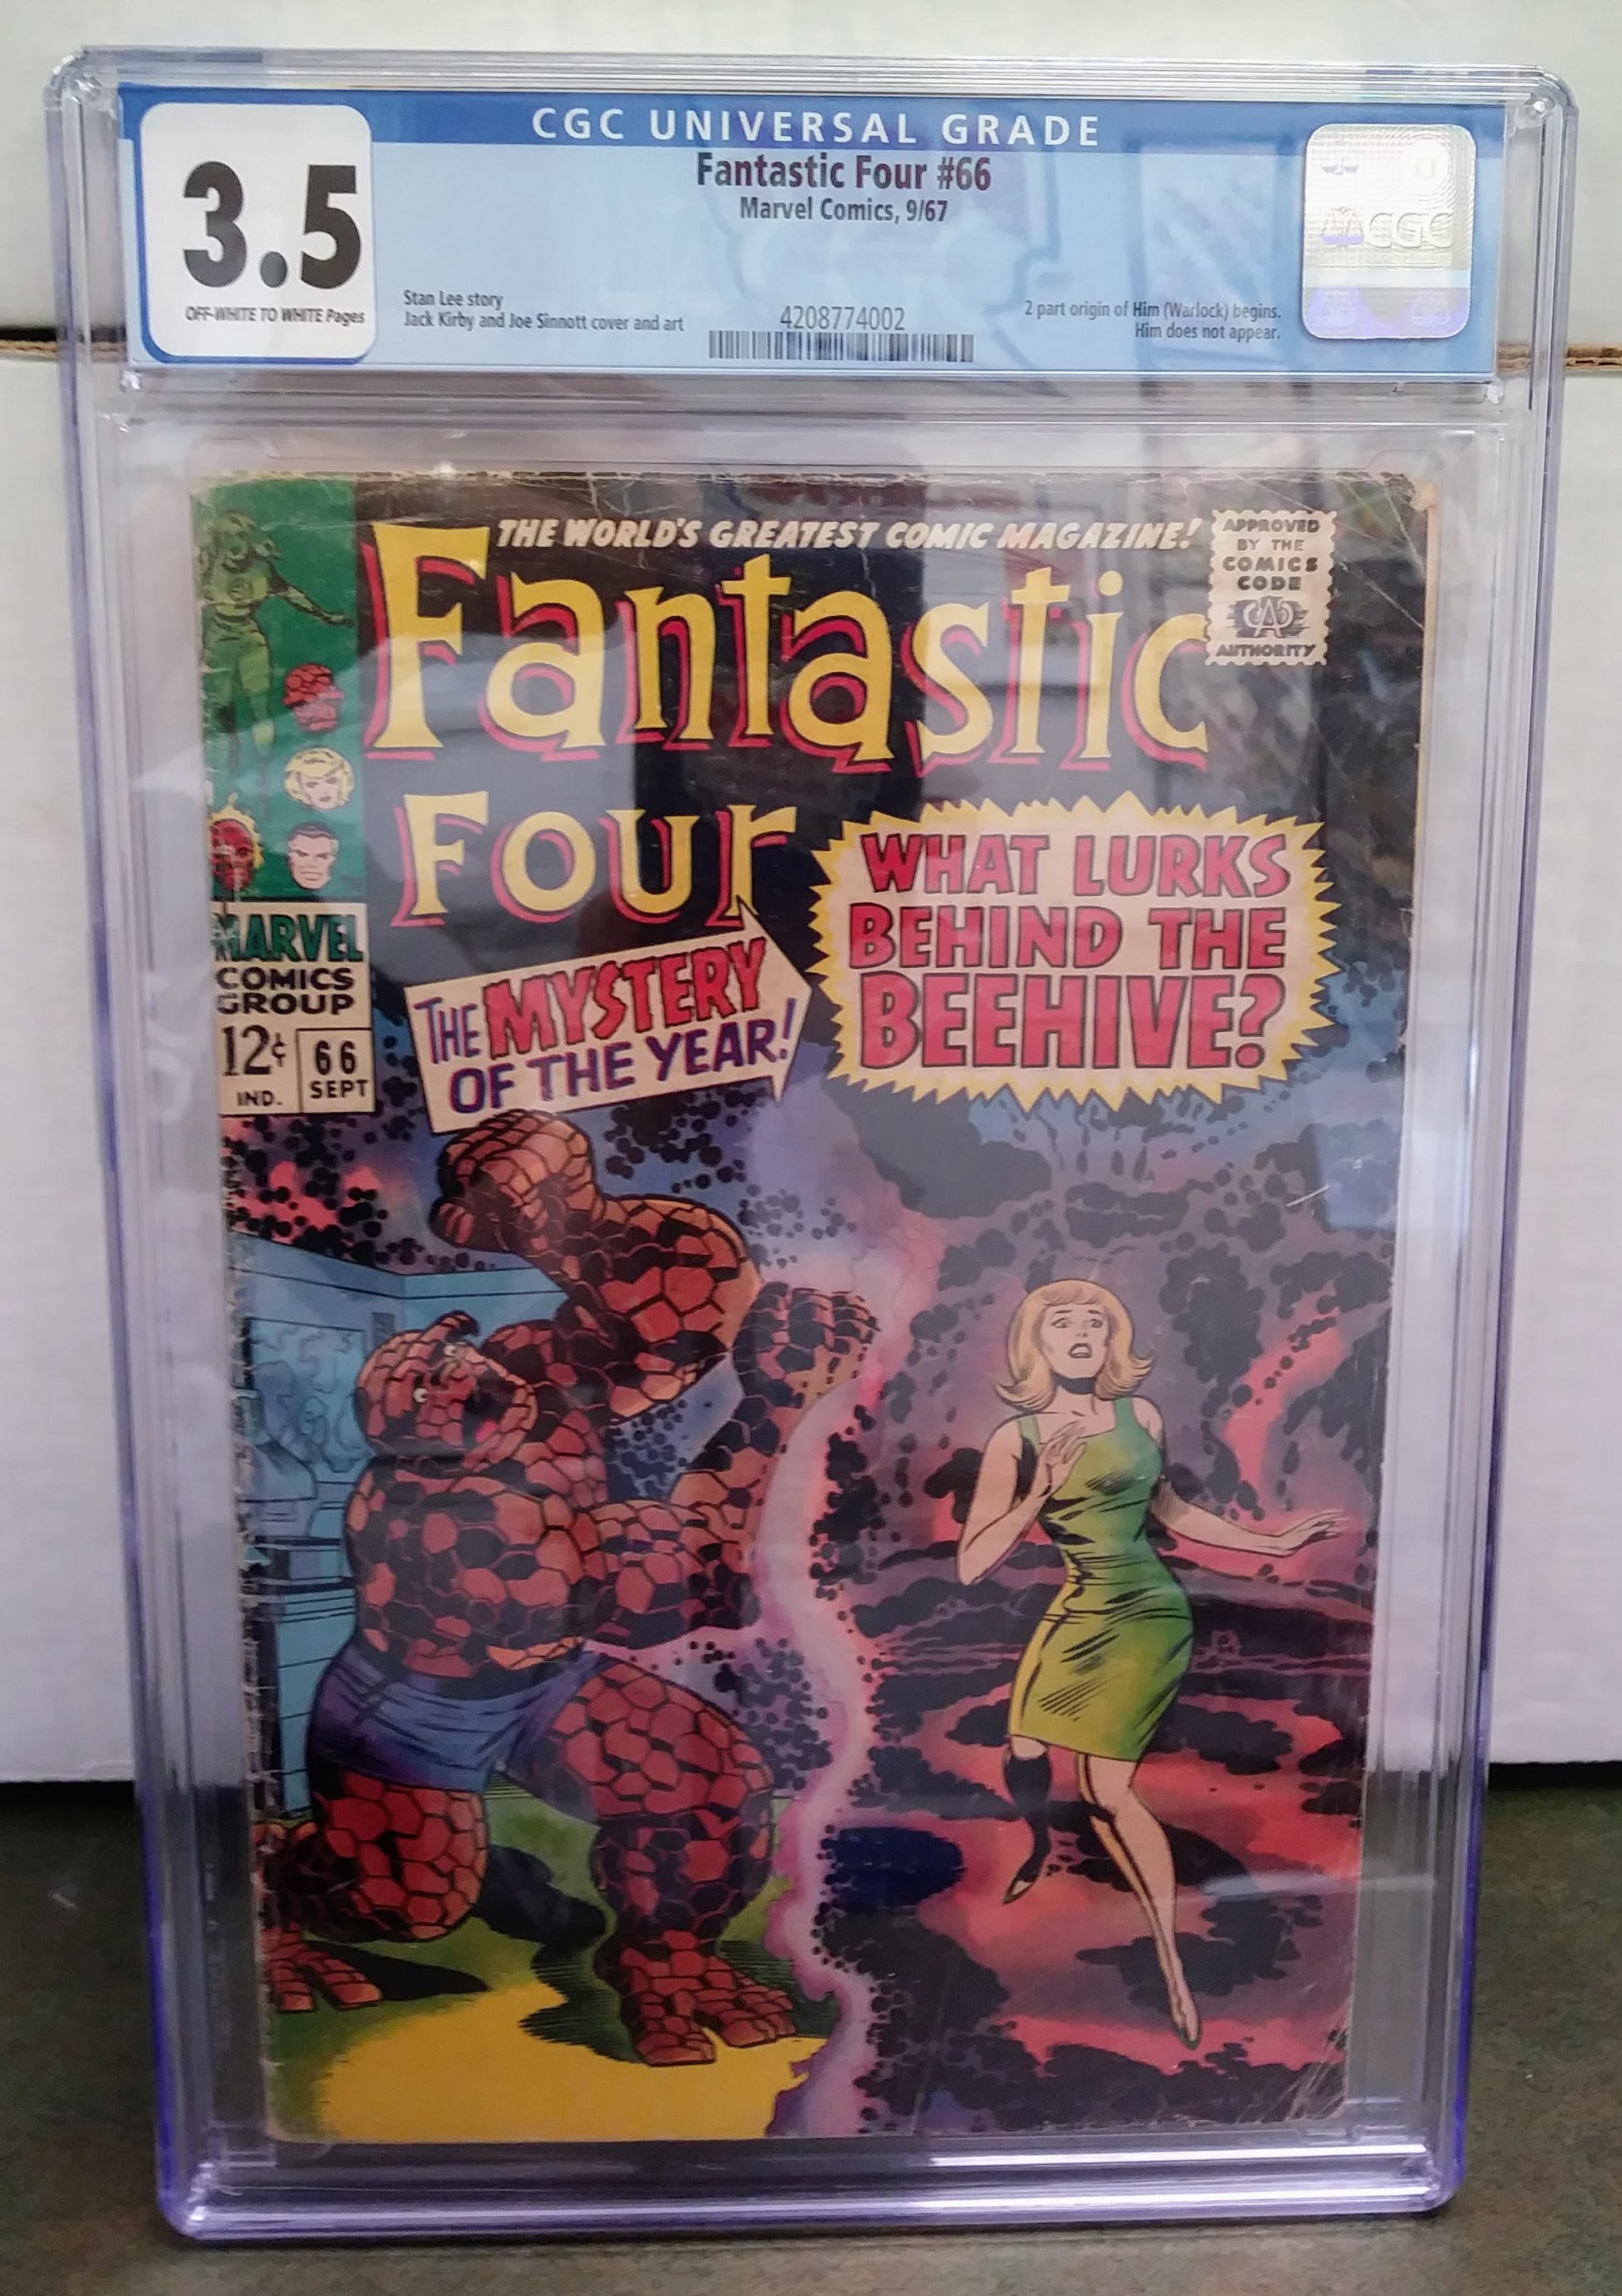 CGC UNIVERSAL GRADE
3.5
OFF-WHITE TO WHITE Pages
Fantastic Four #66
Marvel Comics, 9/67
Stan Lee story
Jack Kirby and Joe Sinnott cover and art
4208774002
2 part origin of Him (Warlock) begins.
Him does not appear.
CGC
THE WORLD'S GREATEST COMIC MAGAZINE!
Fantastic
Four
APPROVED
BY THE
COMICS
CODE
CA
AUTHORITY
MARVEL
COMICS
GROUP
12¢
IND.
66
SEPT
THE MYSTERY
OF THE YEAR!
WHAT LURKS
BEHIND THE
BEEHIVE?